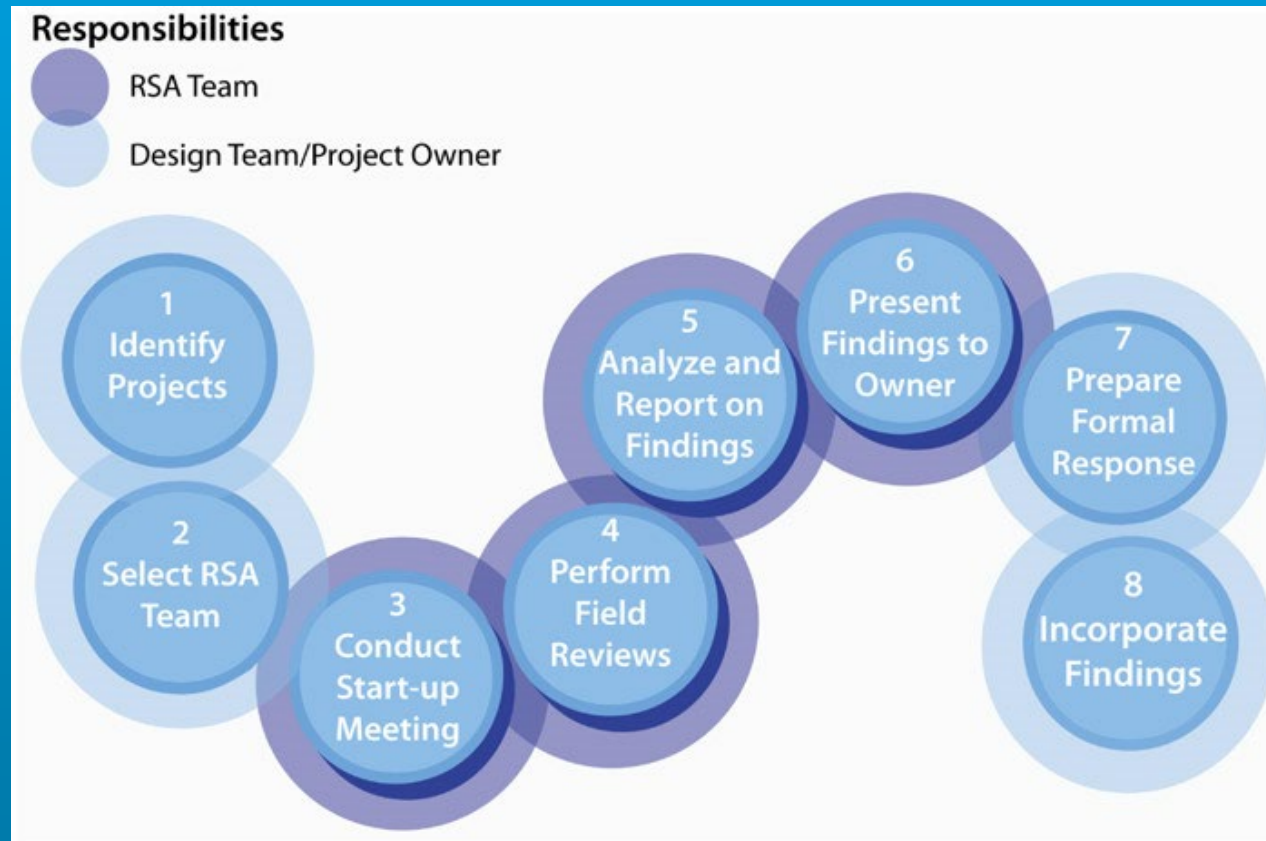 Responsibilities
RSA Team
Design Team/Project Owner
1
Identify
Projects
2
Select RSA
Team
3
Conduct
Start-up
Meeting
4
Perform
Field
Reviews
5
Analyze and
Report on
Findings
6
Present
Findings to
Owner
7
Prepare
Formal
Response
8
Incorporate
Findings